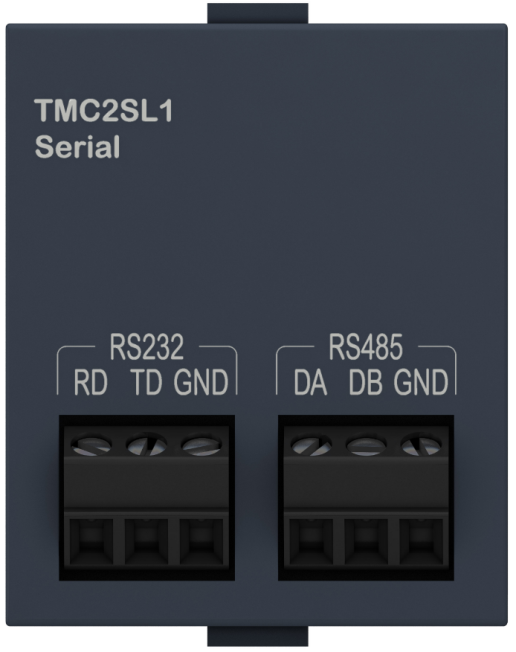 TMC2SL1
Serial
RS232 RS485
RD TD GND DA DB GND